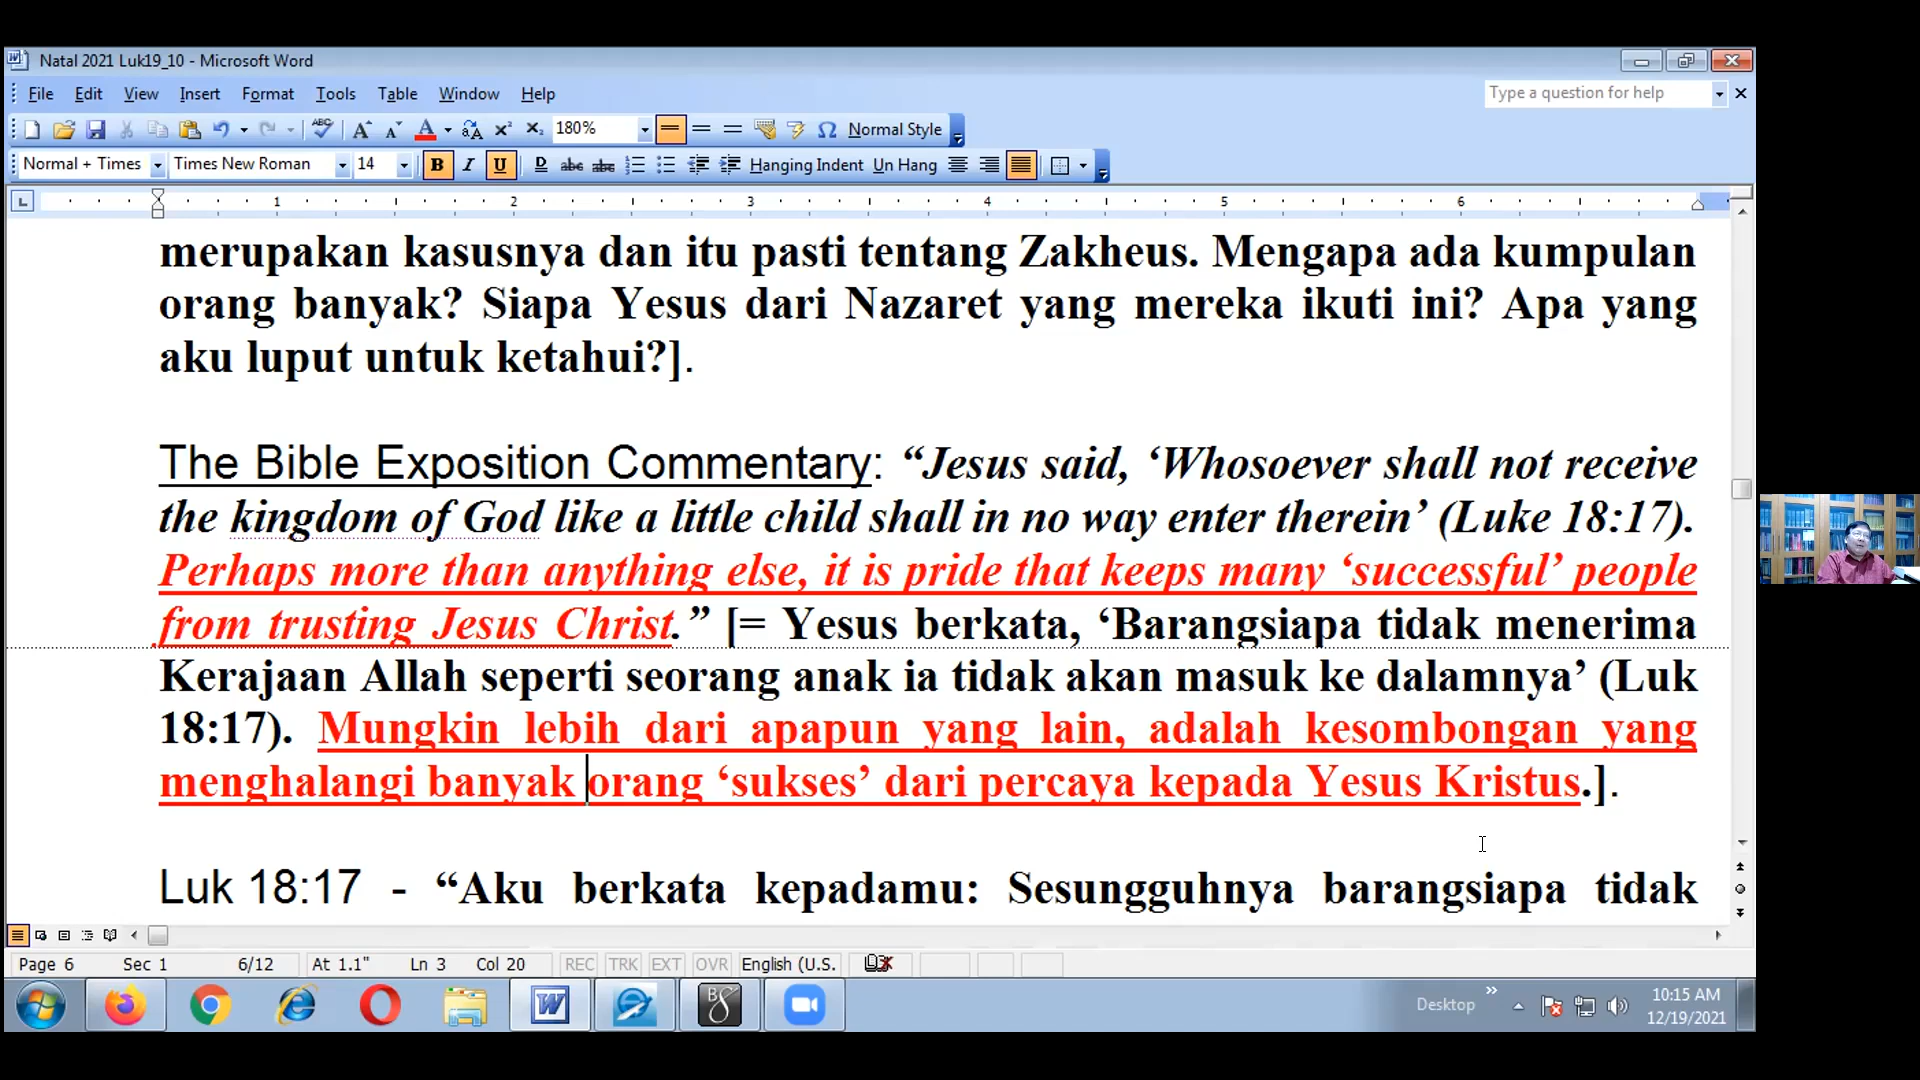 Natal 2021 Luk19_10 - Microsoft Word
File Edit View Insert Format Tools Table Window Help Type a question for help
180% Normal Style
Normal + Times Times New Roman 14 B I U Hanging Indent Un Hang
1 2 3 4 5 6
merupakan kasusnya dan itu pasti tentang Zakheus. Mengapa ada kumpulan
orang banyak? Siapa Yesus dari Nazaret yang mereka ikuti ini? Apa yang
aku luput untuk ketahui?].
The Bible Exposition Commentary: “Jesus said, ‘Whosoever shall not receive
the kingdom of God like a little child shall in no way enter therein’ (Luke 18:17).
Perhaps more than anything else, it is pride that keeps many ‘successful’ people
from trusting Jesus Christ.” [= Yesus berkata, ‘Barangsiapa tidak menerima
Kerajaan Allah seperti seorang anak ia tidak akan masuk ke dalamnya’ (Luk
18:17). Mungkin lebih dari apapun yang lain, adalah kesombongan yang
menghalangi banyak orang ‘sukses’ dari percaya kepada Yesus Kristus.].
Luk 18:17 - “Aku berkata kepadamu: Sesungguhnya barangsiapa tidak
Page 6 Sec 1 6/12 At 1.1" Ln 3 Col 20 REC TRK EXT OVR English (U.S.
Desktop » 10:15 AM
12/19/2021